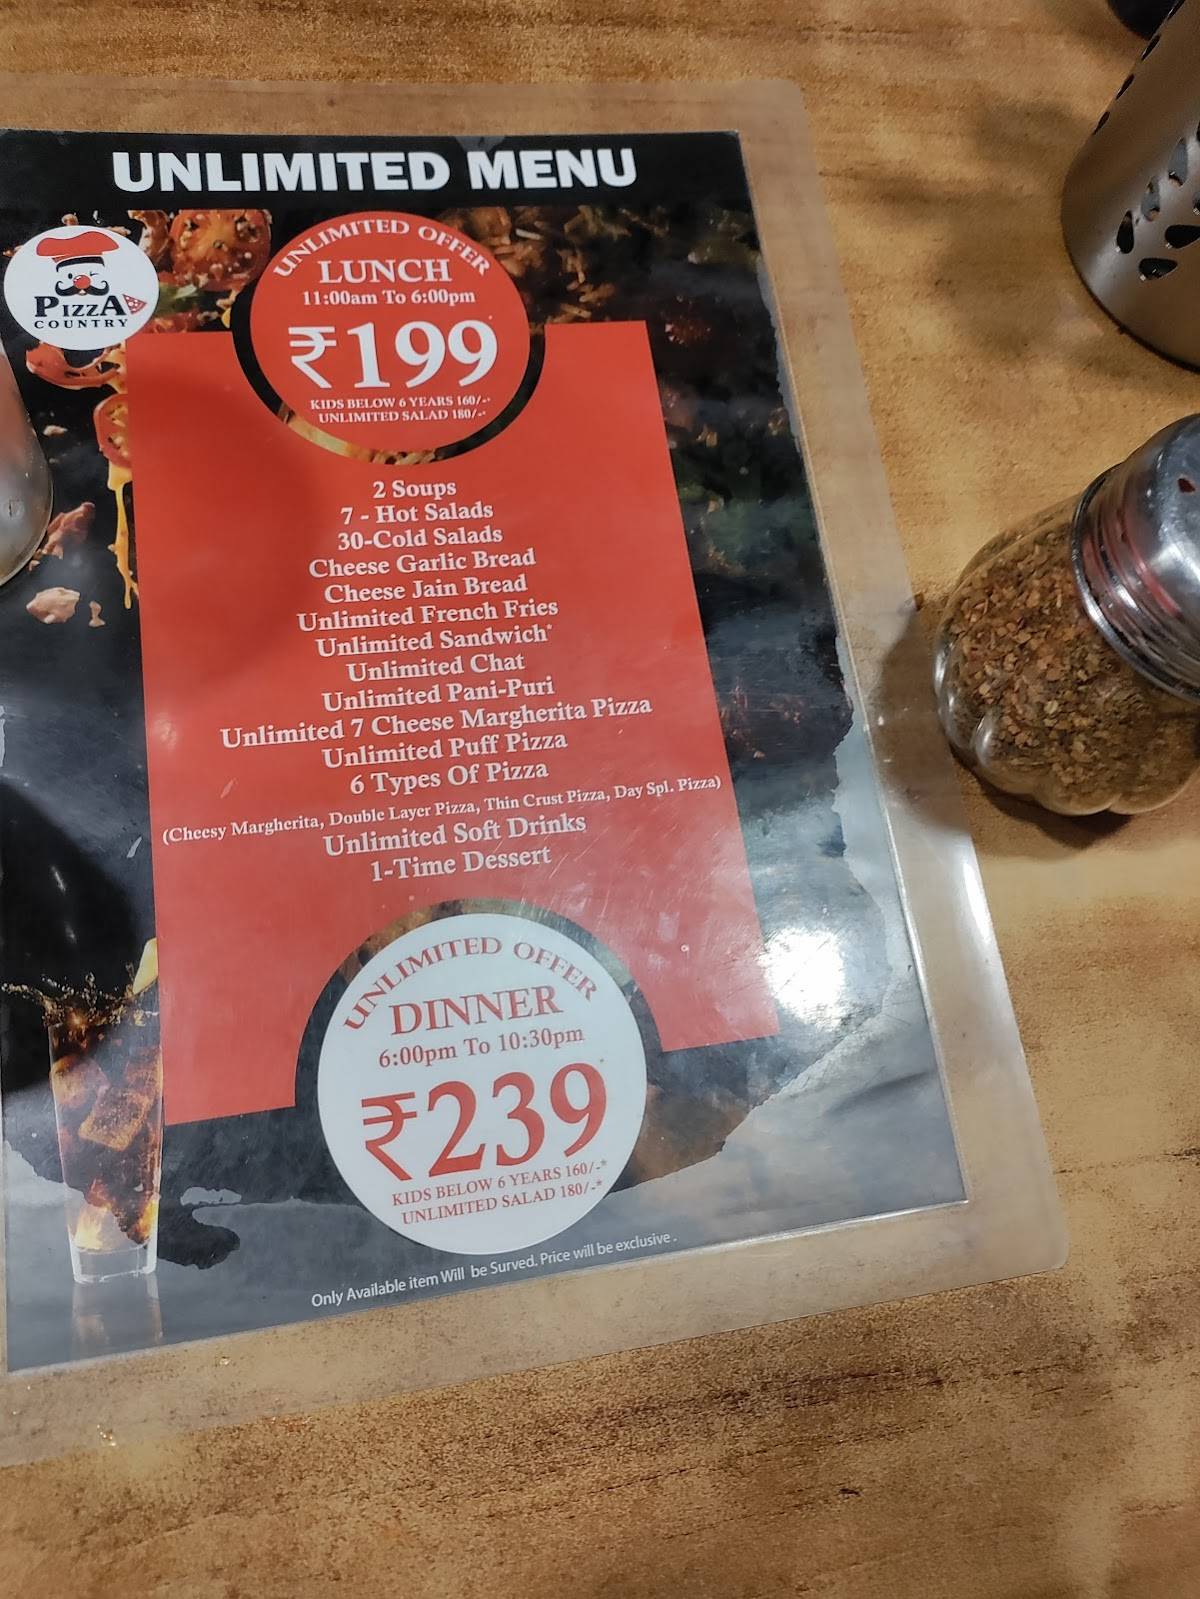 UNLIMITED MENU
PIZZA
COUNTRY
UNLIMITED OFFER
LUNCH
11:00am To 6:00pm
₹199
KIDS BELOW 6 YEARS 160/-*
UNLIMITED SALAD 180/-*
2 Soups
7 - Hot Salads
30-Cold Salads
Cheese Garlic Bread
Cheese Jain Bread
Unlimited French Fries
Unlimited Sandwich*
Unlimited Chat
Unlimited Pani-Puri
Unlimited 7 Cheese Margherita Pizza
Unlimited Puff Pizza
6 Types Of Pizza
(Cheesy Margherita, Double Layer Pizza, Thin Crust Pizza, Day Spl. Pizza)
Unlimited Soft Drinks
1-Time Dessert
UNLIMITED OFFER
DINNER
6:00pm To 10:30pm
₹239*
KIDS BELOW 6 YEARS 160/-*
UNLIMITED SALAD 180/-*
Only Available item Will be Surved. Price will be exclusive .